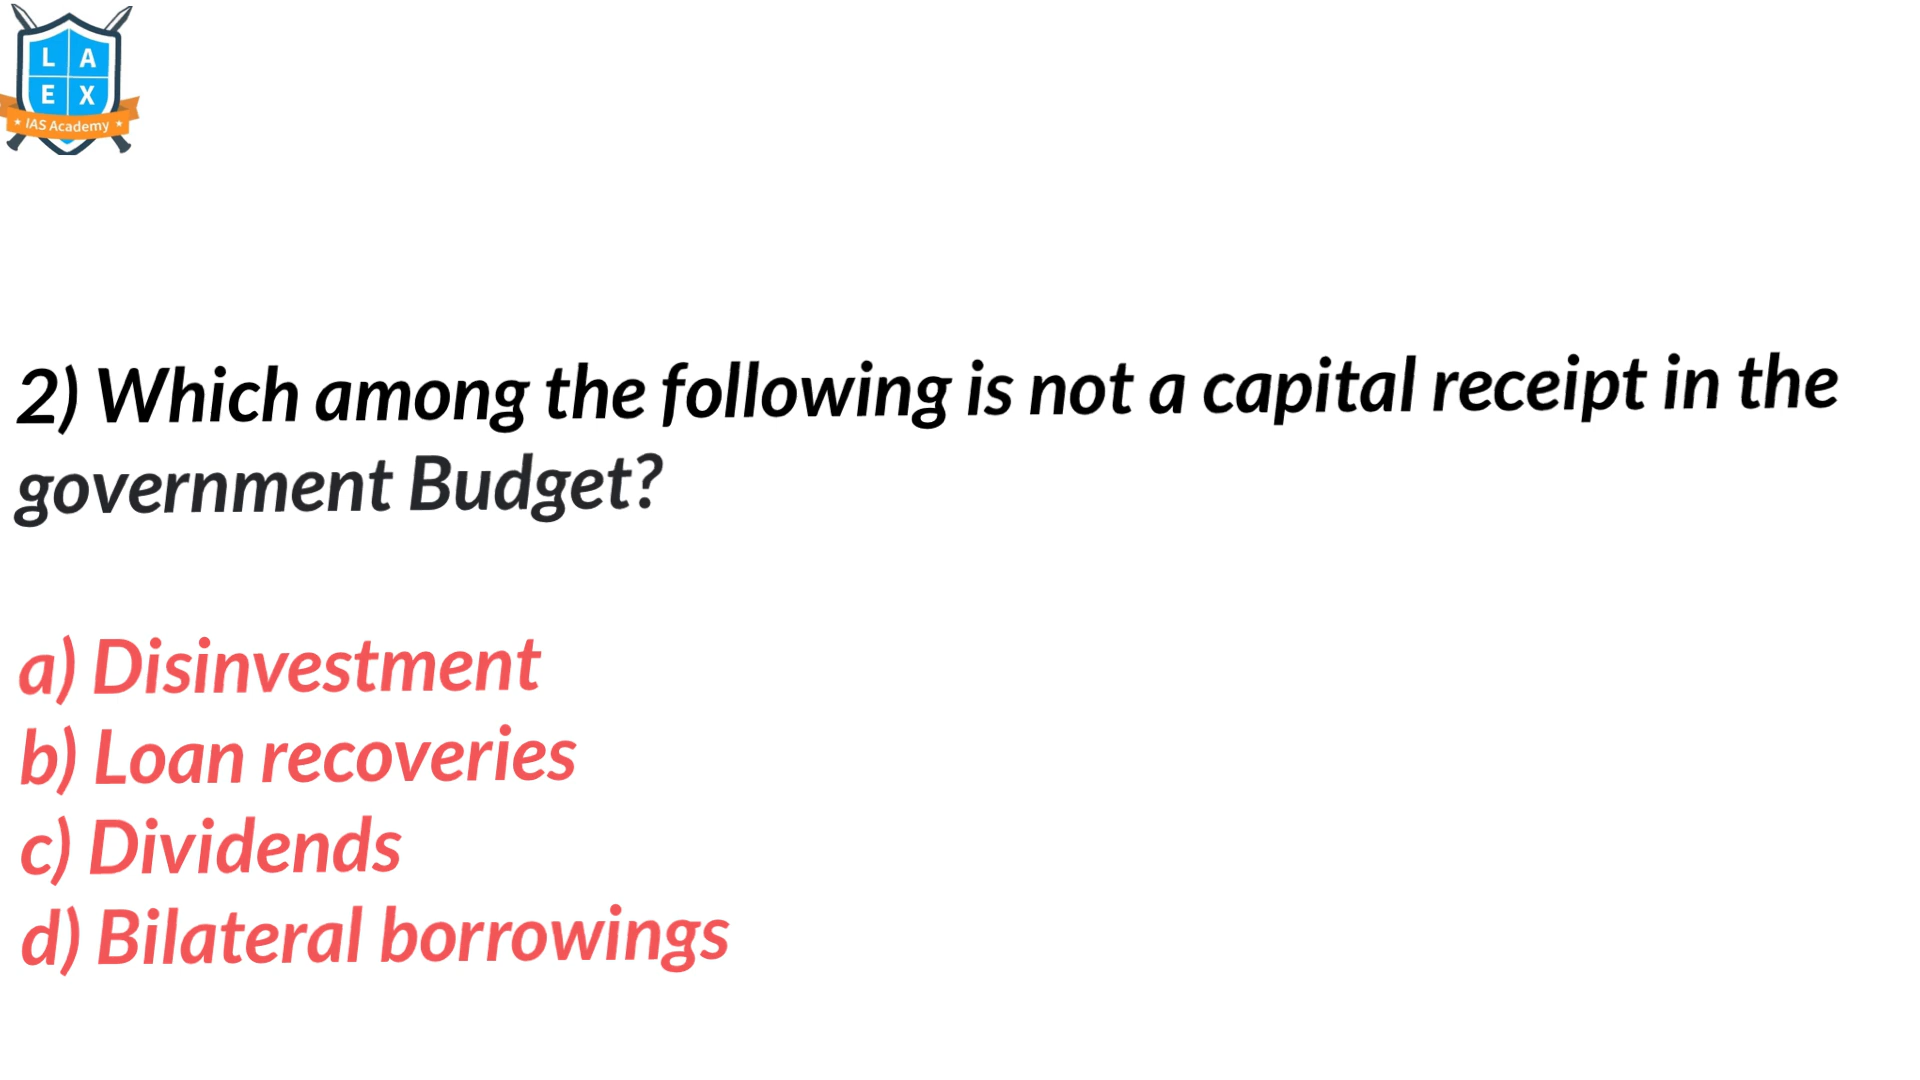 L A
E X
★ IAS Academy ★
2) Which among the following is not a capital receipt in the
government Budget?
a) Disinvestment
b) Loan recoveries
c) Dividends
d) Bilateral borrowings